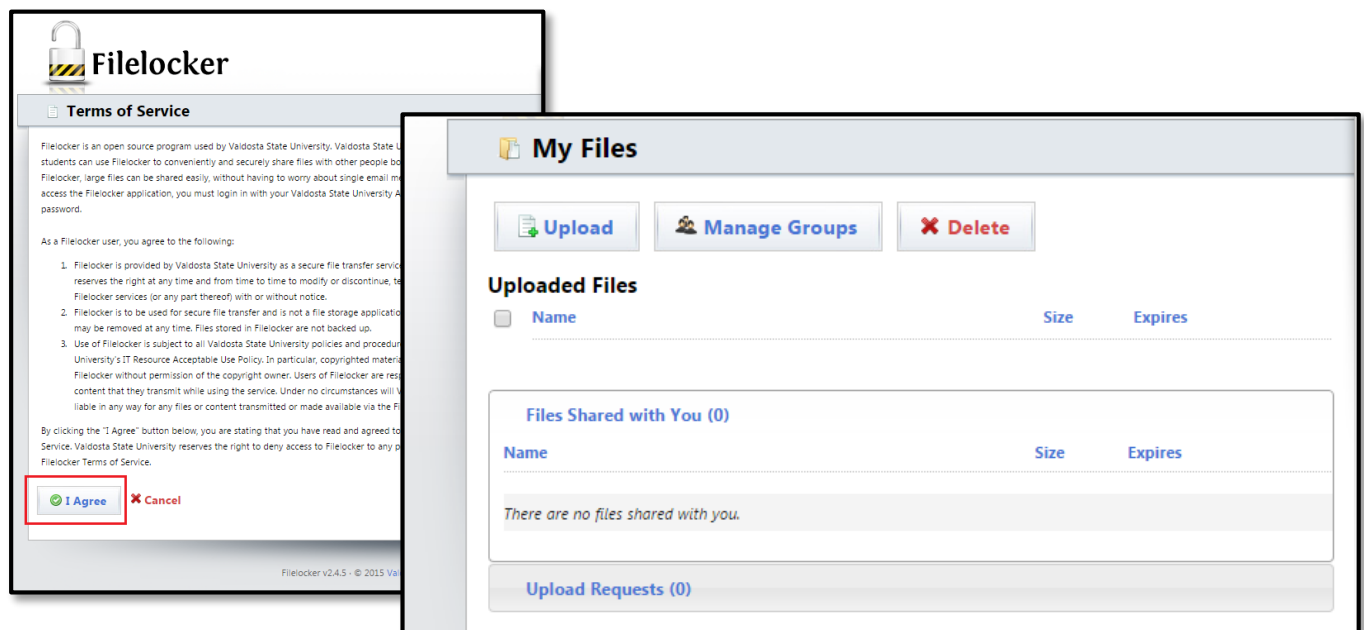 Filelocker
Terms of Service
Filelocker is an open source program used by Valdosta State University. Valdosta State
students can use Filelocker to conveniently and securely share files with other people
Filelocker, large files can be shared easily, without having to worry about single email
access the Filelocker application, you must login in with your Valdosta State University
password.
As a Filelocker user, you agree to the following:
1. Filelocker is provided by Valdosta State University as a secure file transfer
reserves the right at any time and from time to time to modify or discontinue,
Filelocker services (or any part thereof) with or without notice.
2. Filelocker is to be used for secure file transfer and is not a file storage
may be removed at any time. Files stored in Filelocker are not backed up.
3. Use of Filelocker is subject to all Valdosta State University policies and
University's IT Resource Acceptable Use Policy. In particular, copyrighted
Filelocker without permission of the copyright owner. Users of Filelocker are
content that they transmit while using the service. Under no circumstances will
liable in any way for any files or content transmitted or made available via the
By clicking the "I Agree" button below, you are stating that you have read and agreed to
Service. Valdosta State University reserves the right to deny access to Filelocker to any
Filelocker Terms of Service.
I Agree Cancel
Filelocker v2.4.5 - © 2015
My Files
Upload Manage Groups Delete
Uploaded Files
Name Size Expires
Files Shared with You (0)
Name Size Expires
There are no files shared with you.
Upload Requests (0)